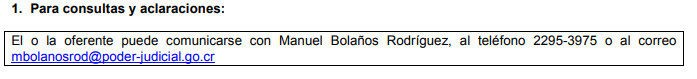 1. Para consultas y aclaraciones:
El o la oferente puede comunicarse con Manuel Bolaños Rodríguez, al teléfono 2295-3975 o al correo
mbolanosrod@poder-judicial.go.cr